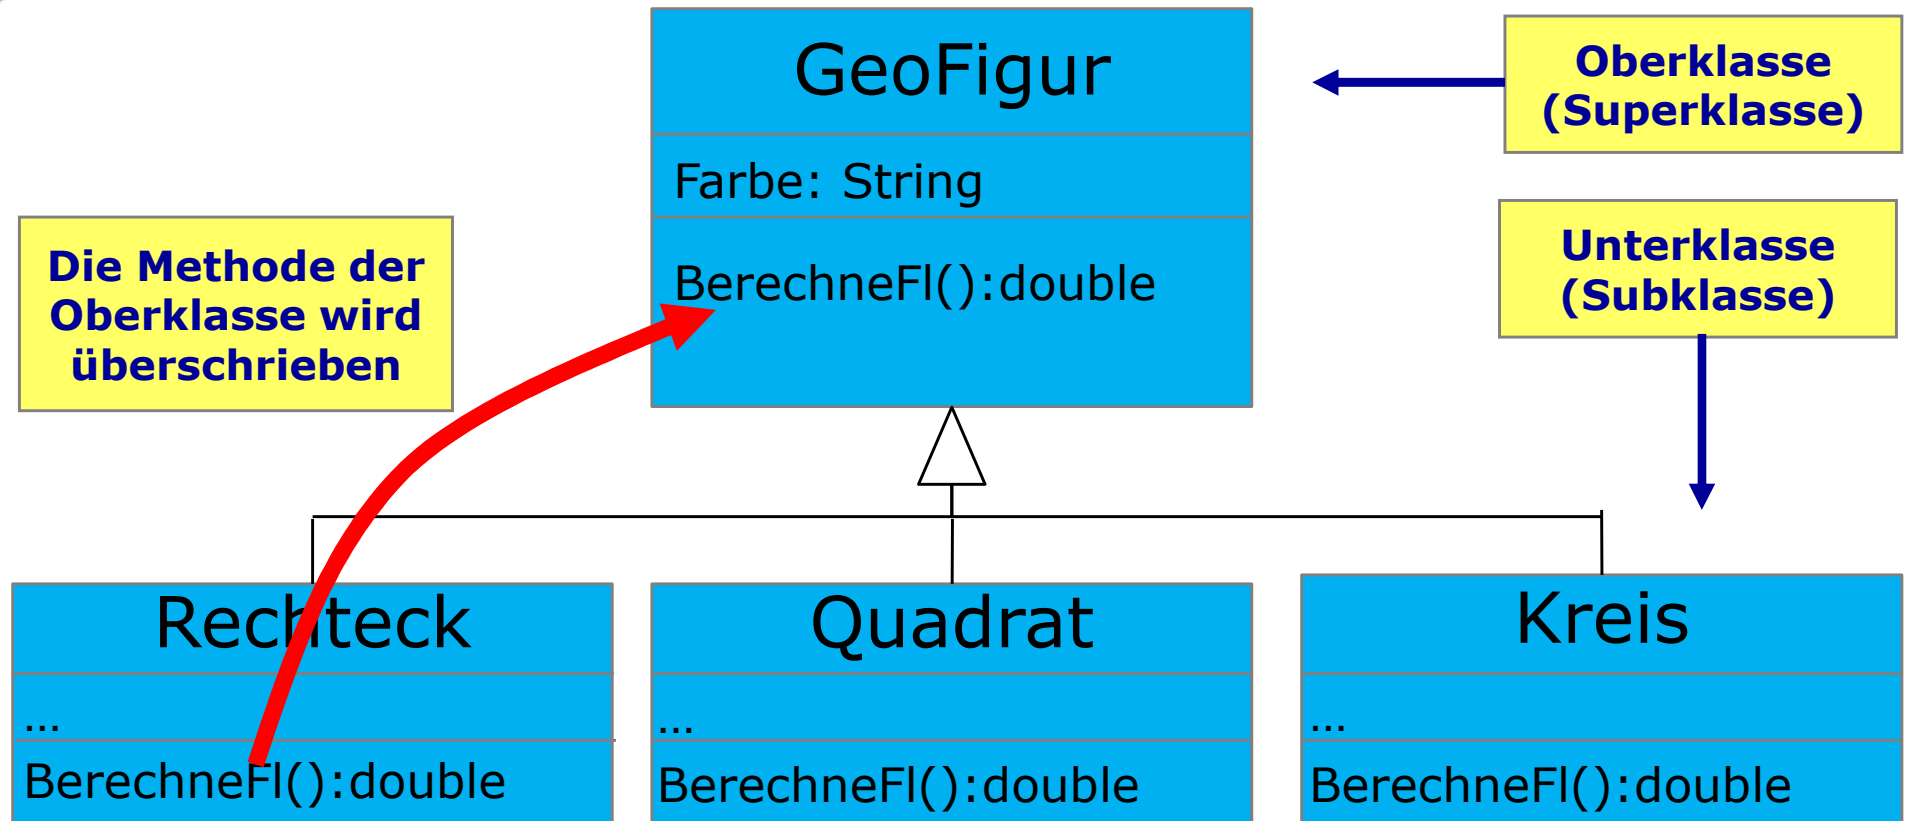 GeoFigur
Farbe: String
BerechneFl():double
Oberklasse
(Superklasse)
Unterklasse
(Subklasse)
Die Methode der
Oberklasse wird
überschrieben
Rechteck
...
BerechneFl():double
Quadrat
...
BerechneFl():double
Kreis
...
BerechneFl():double